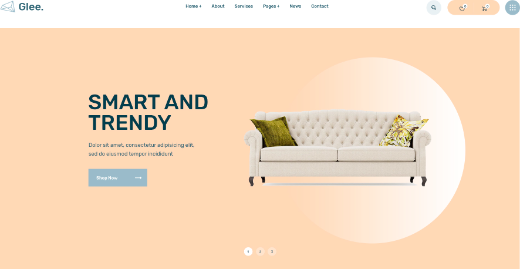 Glee.
Home +
About
Services
Pages +
News
Contact
SMART AND
TRENDY
Dolor sit amet, consectetur adipisicing elit,
sed do eiusmod tempor incididunt
Shop Now
1
2
3